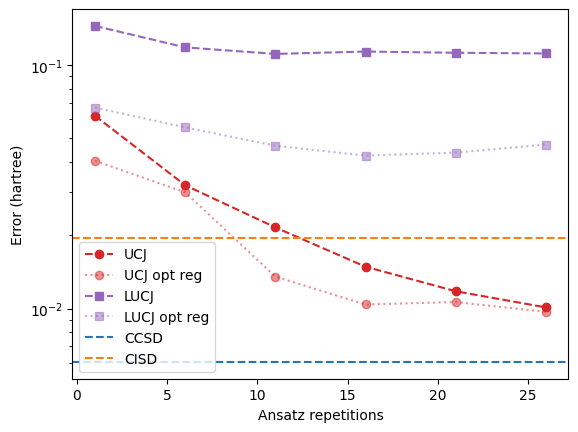 10⁻¹
10⁻²
Error (hartree)
UCJ
UCJ opt reg
LUCJ
LUCJ opt reg
CCSD
CISD
0 5 10 15 20 25
Ansatz repetitions